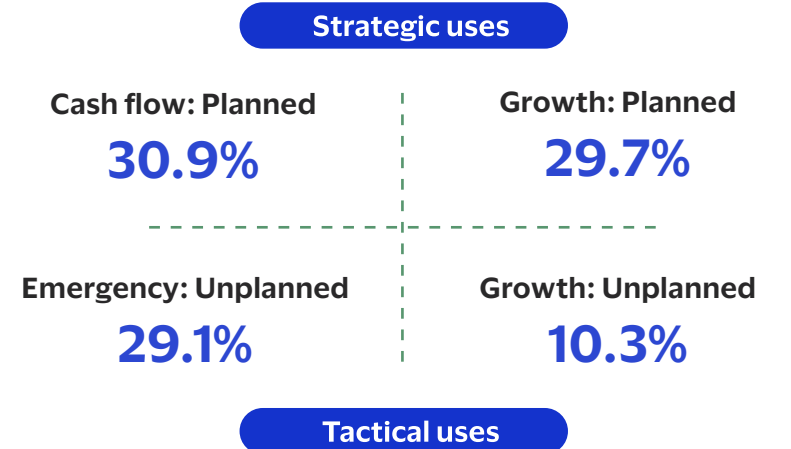 Strategic uses
Cash flow: Planned
30.9%
Growth: Planned
29.7%
Emergency: Unplanned
29.1%
Growth: Unplanned
10.3%
Tactical uses